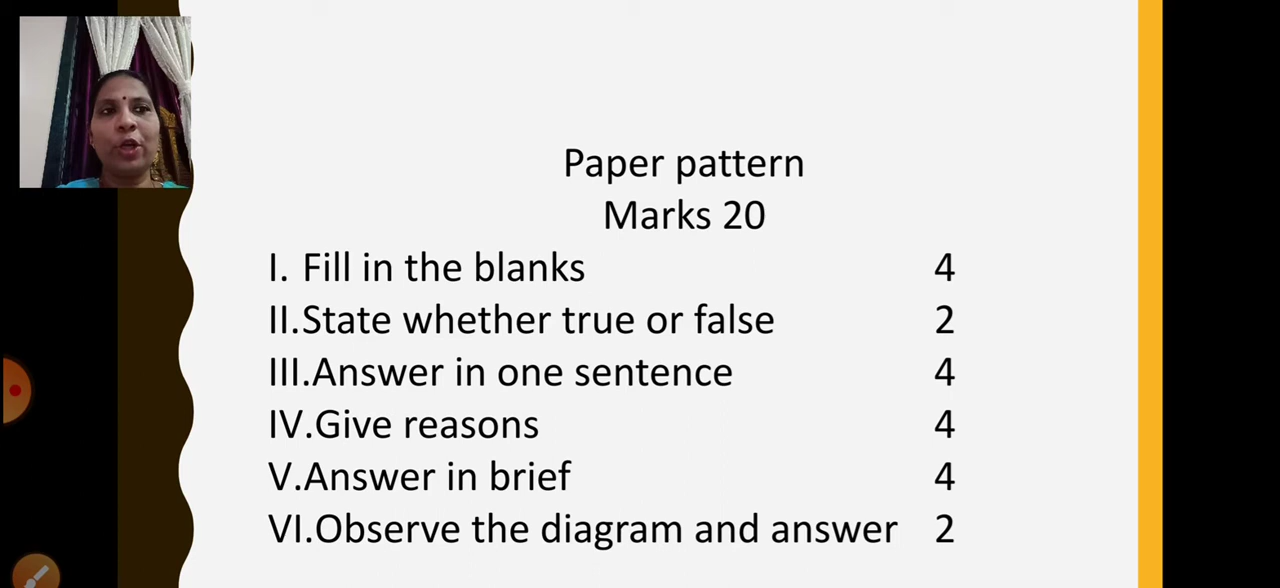 Paper pattern
Marks 20
I. Fill in the blanks 4
II.State whether true or false 2
III.Answer in one sentence 4
IV.Give reasons 4
V.Answer in brief 4
VI.Observe the diagram and answer 2